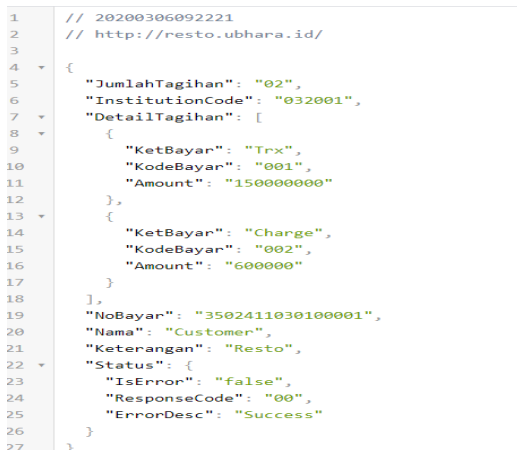 1 // 20200306092221
2 // http://resto.ubhara.id/
3
4 {
5 "JumlahTagihan": "02",
6 "InstitutionCode": "032001",
7 "DetailTagihan": [
8 {
9 "KetBayar": "Trx",
10 "KodeBayar": "001",
11 "Amount": "150000000"
12 },
13 {
14 "KetBayar": "Charge",
15 "KodeBayar": "002",
16 "Amount": "600000"
17 }
18 ],
19 "NoBayar": "3502411030100001",
20 "Nama": "Customer",
21 "Keterangan": "Resto",
22 "Status": {
23 "IsError": "false",
24 "ResponseCode": "00",
25 "ErrorDesc": "Success"
26 }
27 }